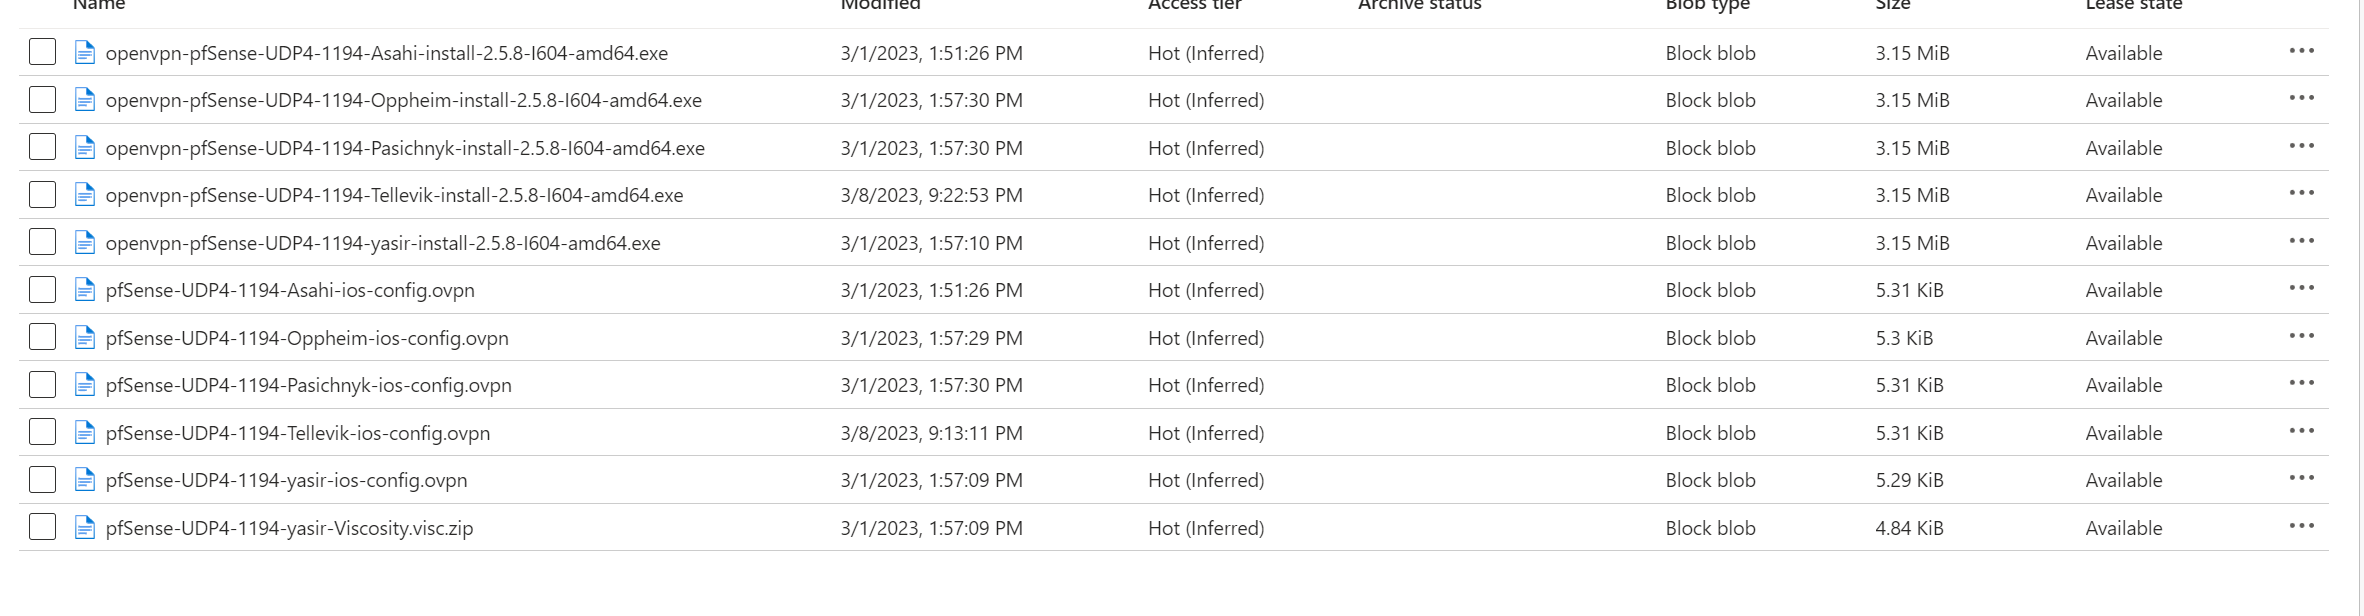 Name Modified Access tier Archive status Blob type Size Lease state
openvpn-pfSense-UDP4-1194-Asahi-install-2.5.8-I604-amd64.exe 3/1/2023, 1:51:26 PM Hot (Inferred) Block blob 3.15 MiB Available
openvpn-pfSense-UDP4-1194-Oppheim-install-2.5.8-I604-amd64.exe 3/1/2023, 1:57:30 PM Hot (Inferred) Block blob 3.15 MiB Available
openvpn-pfSense-UDP4-1194-Pasichnyk-install-2.5.8-I604-amd64.exe 3/1/2023, 1:57:30 PM Hot (Inferred) Block blob 3.15 MiB Available
openvpn-pfSense-UDP4-1194-Tellevik-install-2.5.8-I604-amd64.exe 3/8/2023, 9:22:53 PM Hot (Inferred) Block blob 3.15 MiB Available
openvpn-pfSense-UDP4-1194-yasir-install-2.5.8-I604-amd64.exe 3/1/2023, 1:57:10 PM Hot (Inferred) Block blob 3.15 MiB Available
pfSense-UDP4-1194-Asahi-ios-config.ovpn 3/1/2023, 1:51:26 PM Hot (Inferred) Block blob 5.31 KiB Available
pfSense-UDP4-1194-Oppheim-ios-config.ovpn 3/1/2023, 1:57:29 PM Hot (Inferred) Block blob 5.3 KiB Available
pfSense-UDP4-1194-Pasichnyk-ios-config.ovpn 3/1/2023, 1:57:30 PM Hot (Inferred) Block blob 5.31 KiB Available
pfSense-UDP4-1194-Tellevik-ios-config.ovpn 3/8/2023, 9:13:11 PM Hot (Inferred) Block blob 5.31 KiB Available
pfSense-UDP4-1194-yasir-ios-config.ovpn 3/1/2023, 1:57:09 PM Hot (Inferred) Block blob 5.29 KiB Available
pfSense-UDP4-1194-yasir-Viscosity.visc.zip 3/1/2023, 1:57:09 PM Hot (Inferred) Block blob 4.84 KiB Available